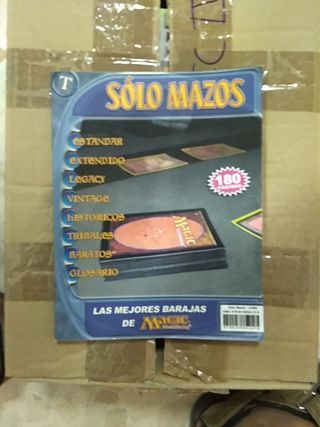 T
SÓLO MAZOS
ESTANDAR
EXTENDIDO
LEGACY
VINTAGE
HISTORICOS
TRIBALES
BARATOS
GLOSARIO
180
MAGIC
LAS MEJORES BARAJAS
DE MAGIC